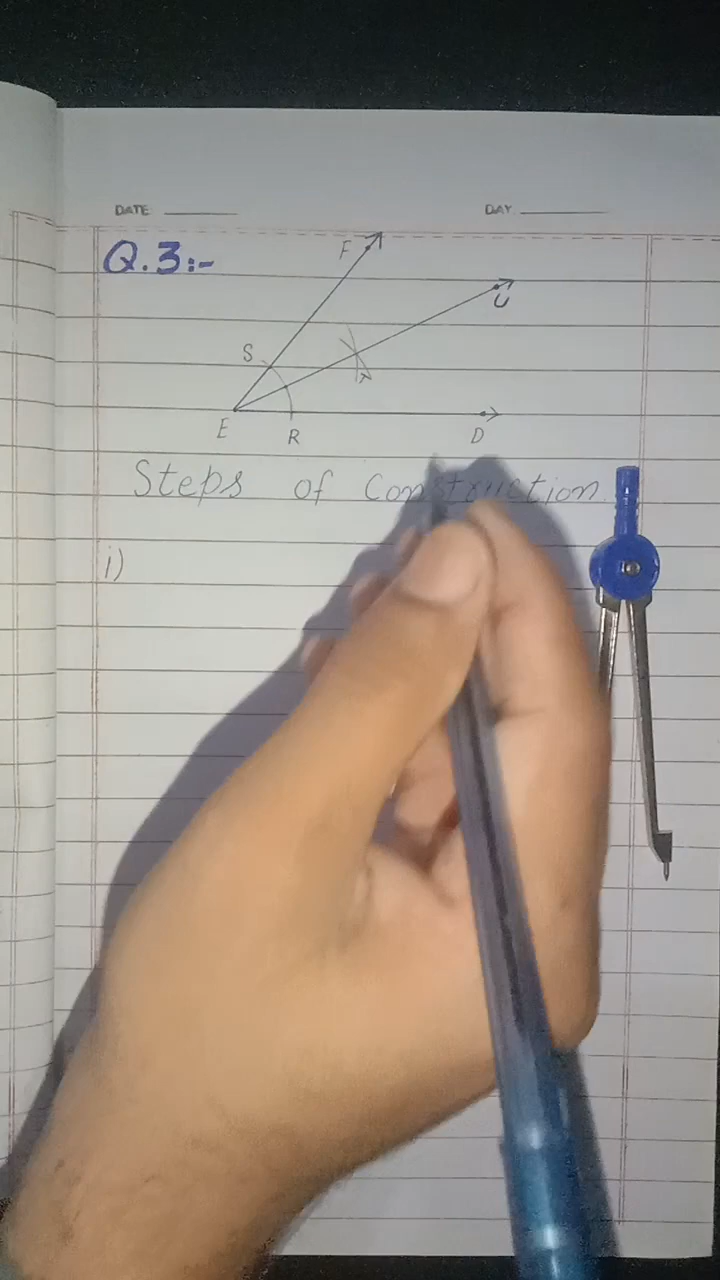 DATE DAY
Q.3:-
F
U
S
E R D
Steps of Construction
i)